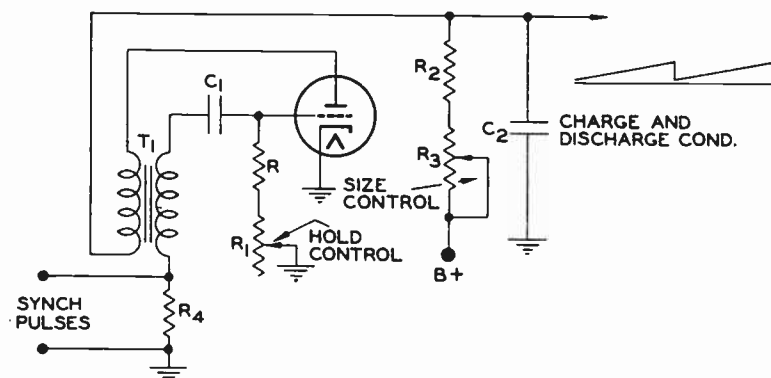 C1
T1
R
R1
HOLD
CONTROL
SYNCH
PULSES
R4
R2
R3
SIZE
CONTROL
B+
C2
CHARGE AND
DISCHARGE COND.